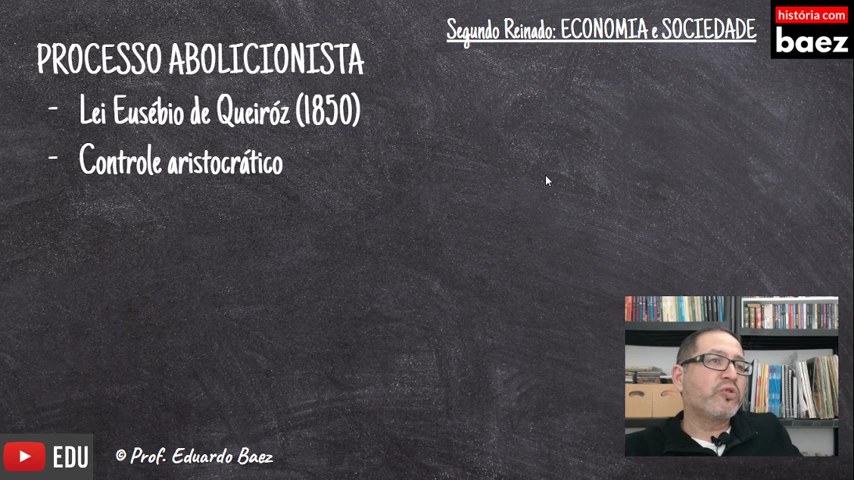 Segundo Reinado: ECONOMIA e SOCIEDADE
história com
baez
PROCESSO ABOLICIONISTA
- Lei Eusébio de Queiróz (1850)
- Controle aristocrático
EDU
© Prof. Eduardo Baez